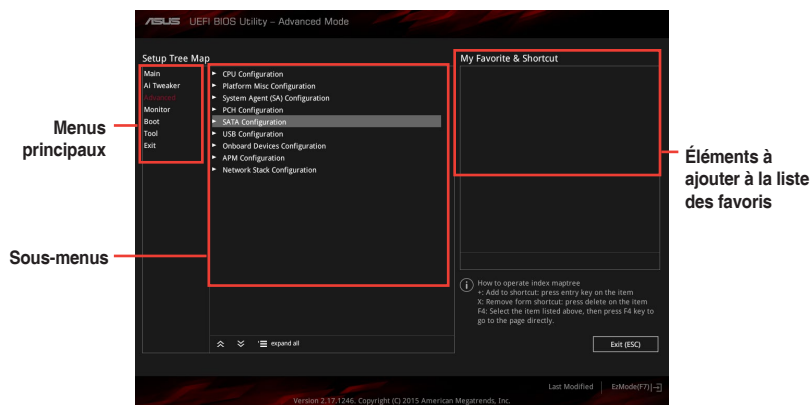 ASUS UEFI BIOS Utility – Advanced Mode
Setup Tree Map
Main
Ai Tweaker
Advanced
Monitor
Boot
Tool
Exit
CPU Configuration
Platform Misc Configuration
System Agent (SA) Configuration
PCH Configuration
SATA Configuration
USB Configuration
Onboard Devices Configuration
APM Configuration
Network Stack Configuration
expand all
My Favorite & Shortcut
How to operate index maptree
+: Add to shortcut: press entry key on the item
X: Remove form shortcut: press delete on the item
F4: Select the item listed above, then press F4 key to
go to the page directly.
Exit (ESC)
Last Modified
EzMode(F7)
Version 2.17.1246. Copyright (C) 2015 American Megatrends, Inc.
Menus
principaux
Sous-menus
Éléments à
ajouter à la liste
des favoris